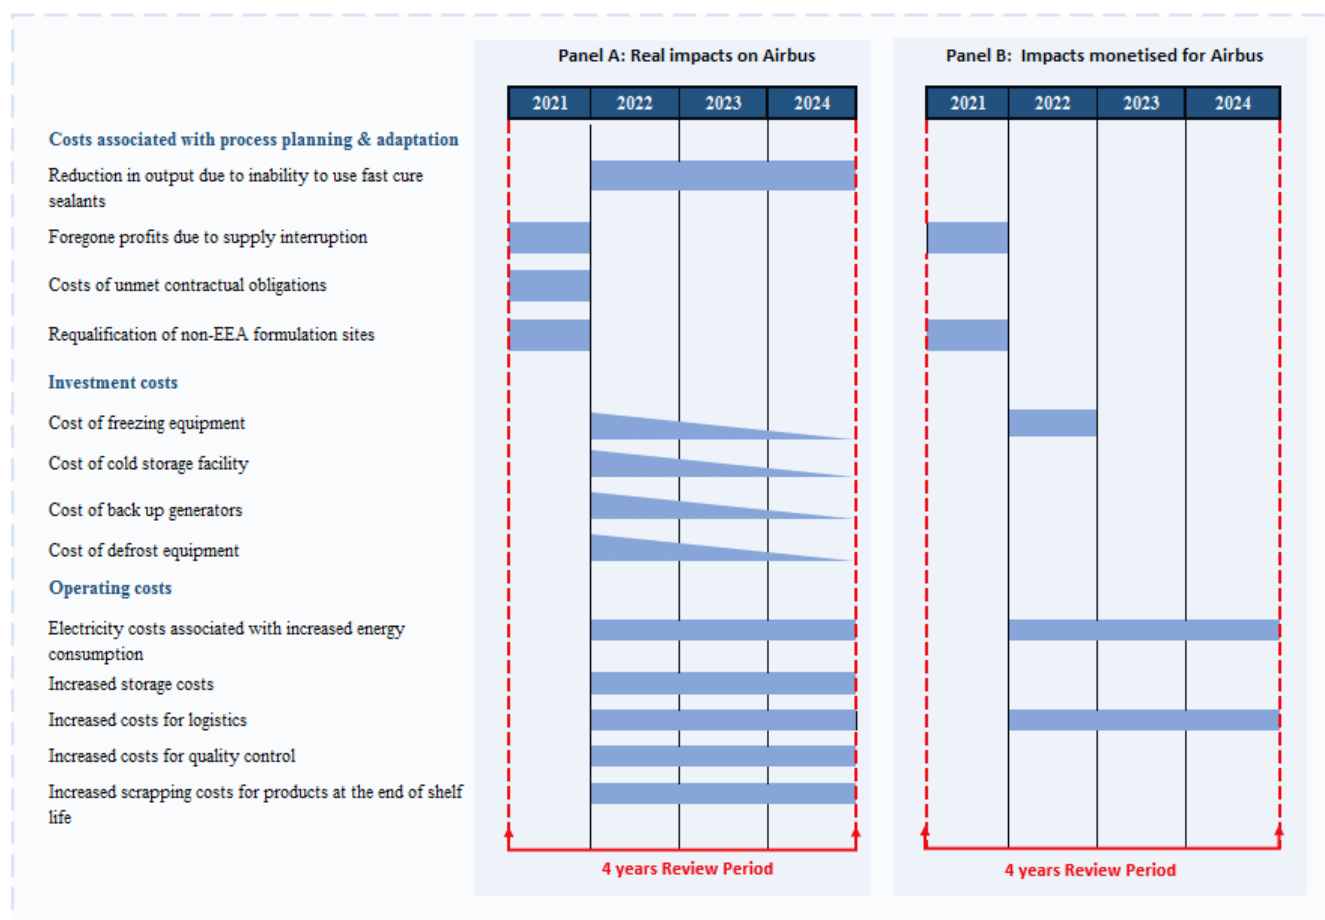 Panel A: Real impacts on Airbus
Panel B: Impacts monetised for Airbus
2021 2022 2023 2024
2021 2022 2023 2024
Costs associated with process planning & adaptation
Reduction in output due to inability to use fast cure
sealants
Foregone profits due to supply interruption
Costs of unmet contractual obligations
Requalification of non-EEA formulation sites
Investment costs
Cost of freezing equipment
Cost of cold storage facility
Cost of back up generators
Cost of defrost equipment
Operating costs
Electricity costs associated with increased energy
consumption
Increased storage costs
Increased costs for logistics
Increased costs for quality control
Increased scrapping costs for products at the end of shelf
life
4 years Review Period
4 years Review Period